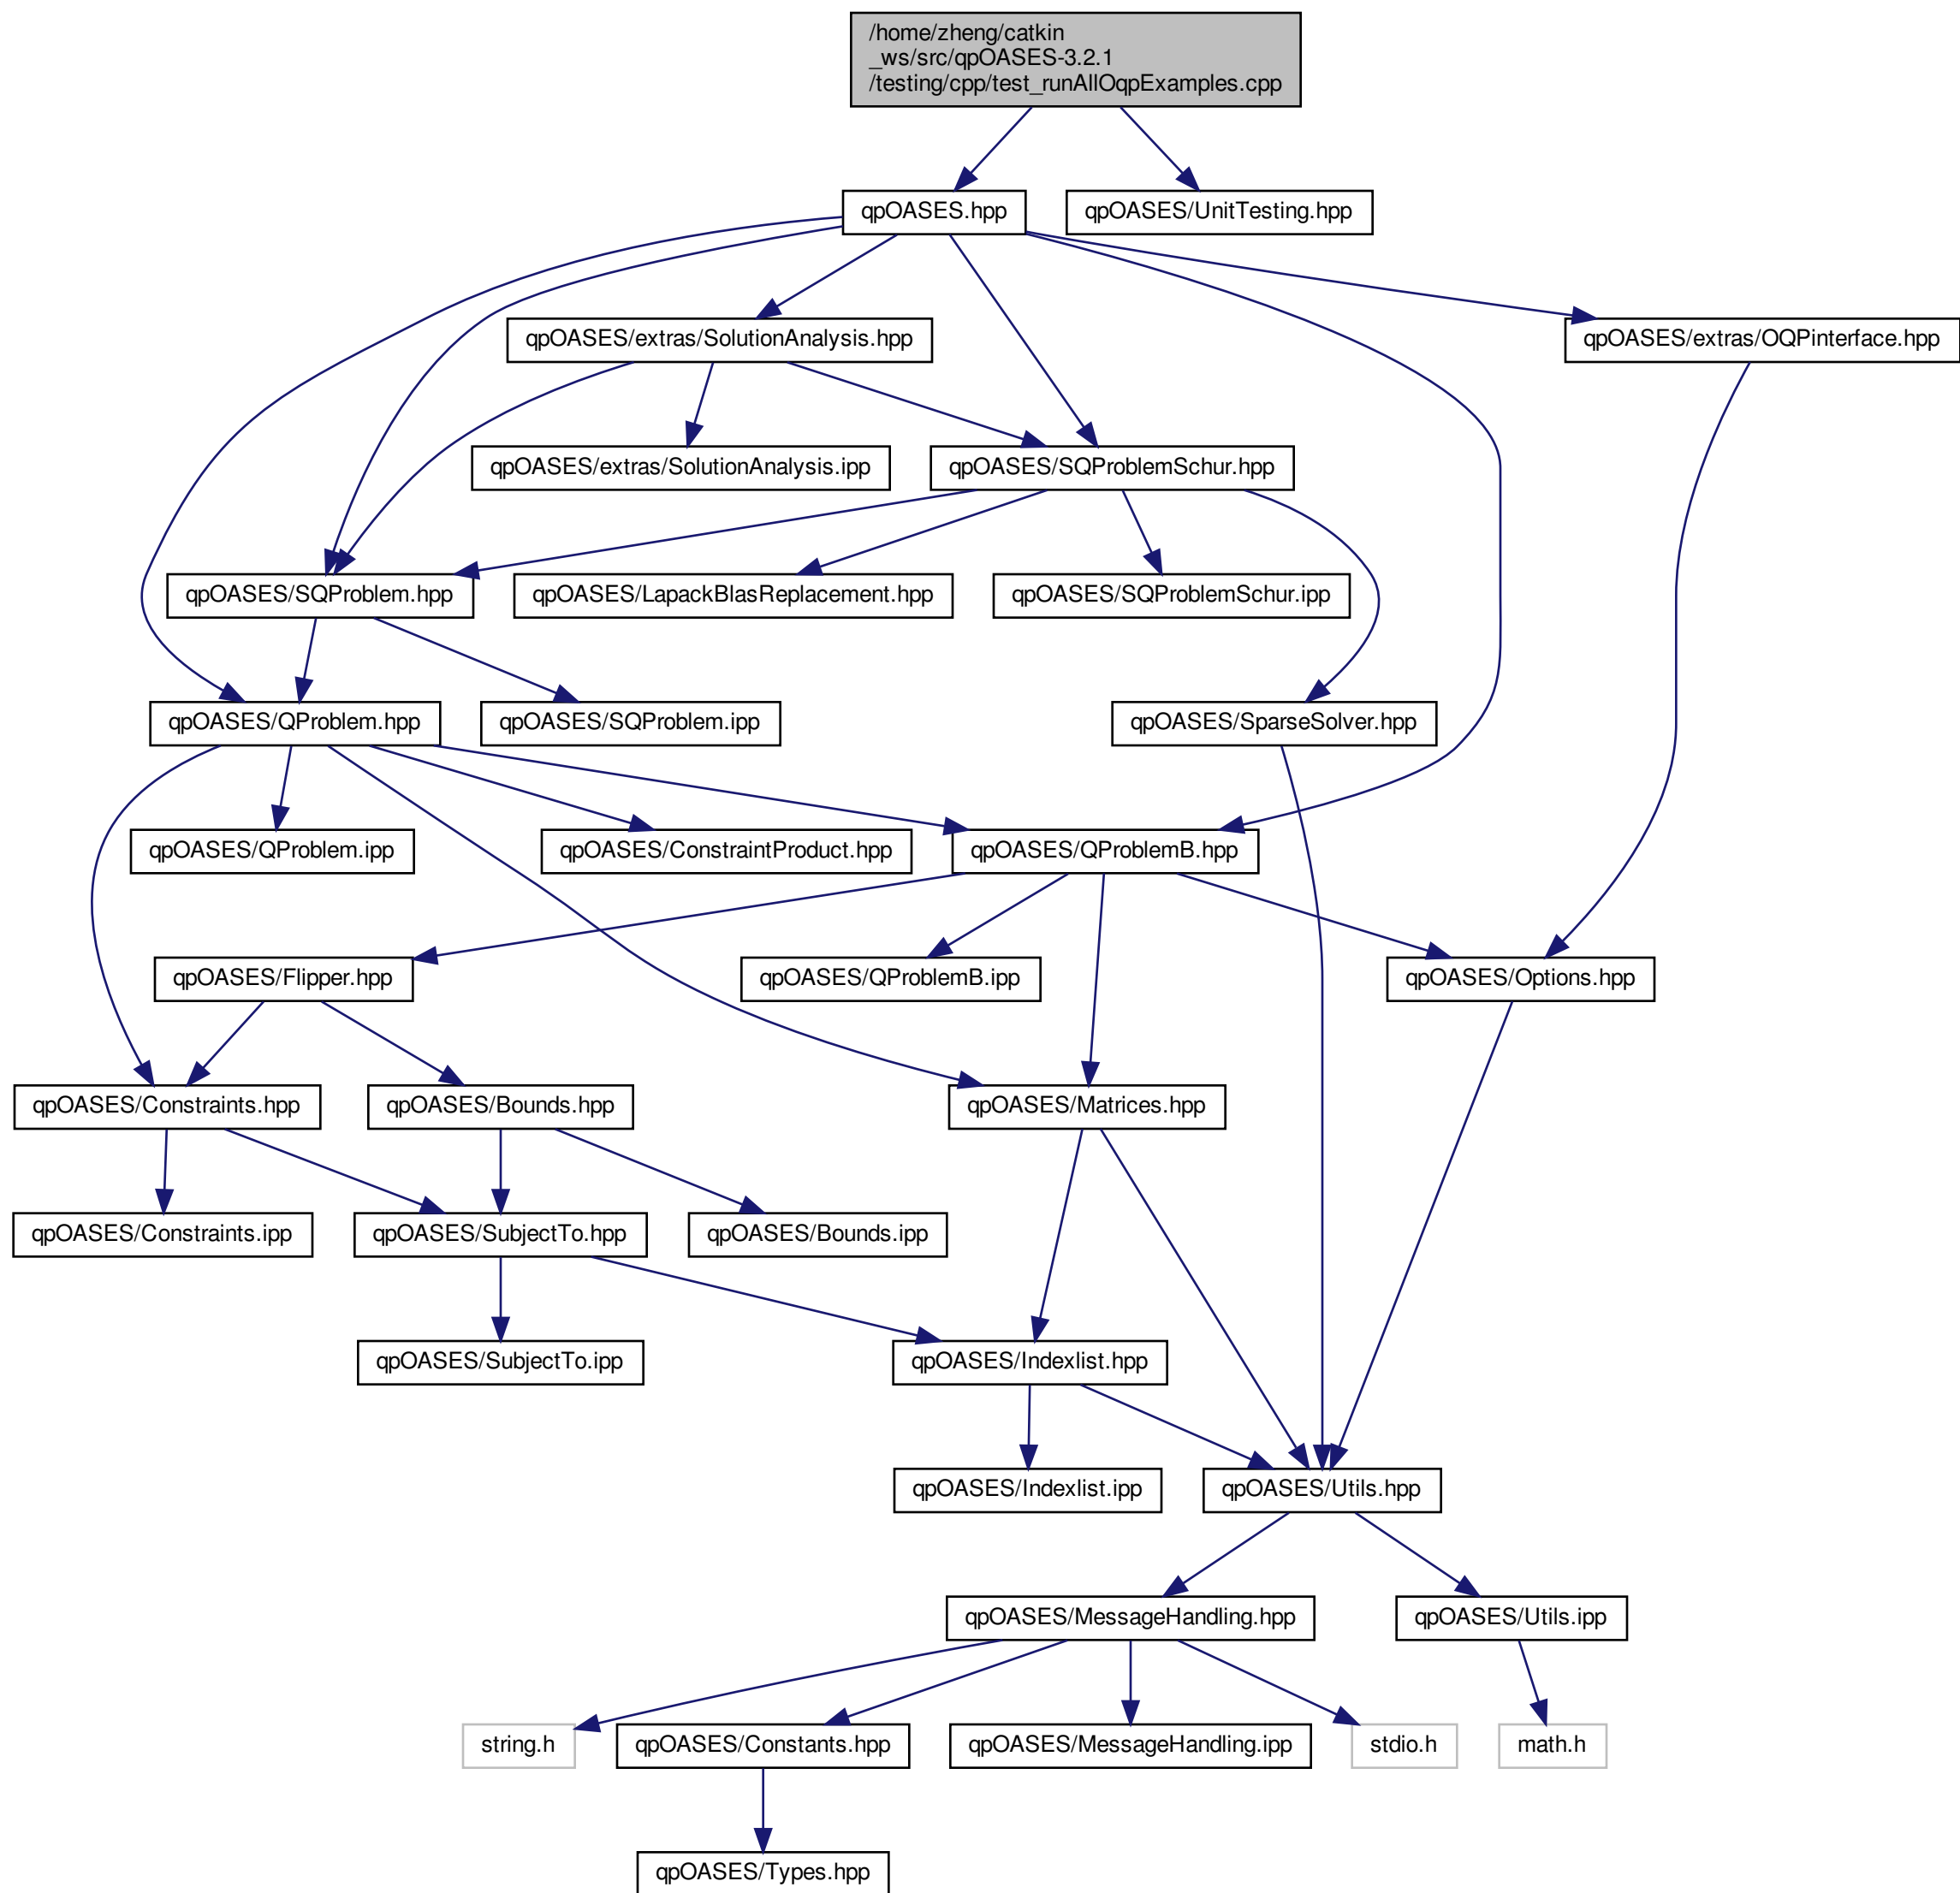 /home/zheng/catkin
_ws/src/qpOASES-3.2.1
/testing/cpp/test_runAllOqpExamples.cpp
qpOASES.hpp
qpOASES/UnitTesting.hpp
qpOASES/extras/SolutionAnalysis.hpp
qpOASES/extras/OQPinterface.hpp
qpOASES/extras/SolutionAnalysis.ipp
qpOASES/SQProblemSchur.hpp
qpOASES/SQProblem.hpp
qpOASES/LapackBlasReplacement.hpp
qpOASES/SQProblemSchur.ipp
qpOASES/QProblem.hpp
qpOASES/SQProblem.ipp
qpOASES/SparseSolver.hpp
qpOASES/QProblem.ipp
qpOASES/ConstraintProduct.hpp
qpOASES/QProblemB.hpp
qpOASES/Flipper.hpp
qpOASES/QProblemB.ipp
qpOASES/Options.hpp
qpOASES/Constraints.hpp
qpOASES/Bounds.hpp
qpOASES/Matrices.hpp
qpOASES/Constraints.ipp
qpOASES/SubjectTo.hpp
qpOASES/Bounds.ipp
qpOASES/SubjectTo.ipp
qpOASES/Indexlist.hpp
qpOASES/Indexlist.ipp
qpOASES/Utils.hpp
qpOASES/MessageHandling.hpp
qpOASES/Utils.ipp
string.h
qpOASES/Constants.hpp
qpOASES/MessageHandling.ipp
stdio.h
math.h
qpOASES/Types.hpp